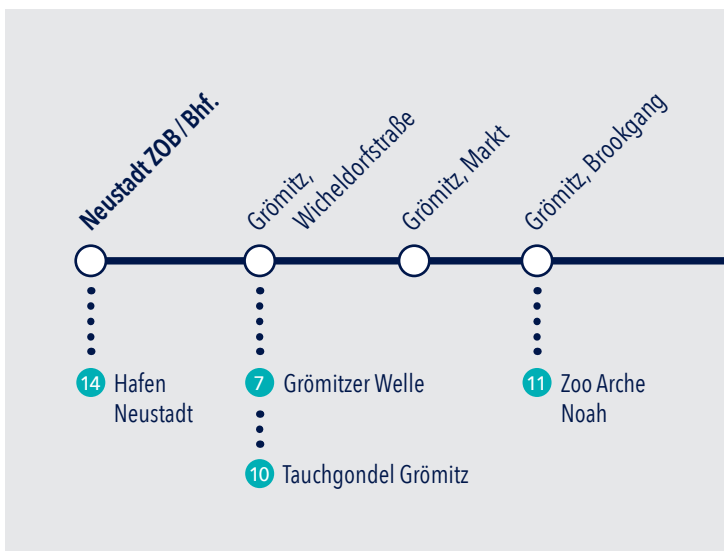 Neustadt ZOB/Bhf.
Grömitz,
Wicheldorfstraße
Grömitz, Markt
Grömitz, Brookgang
14 Hafen
Neustadt
7 Grömitzer Welle
11 Zoo Arche
Noah
10 Tauchgondel Grömitz